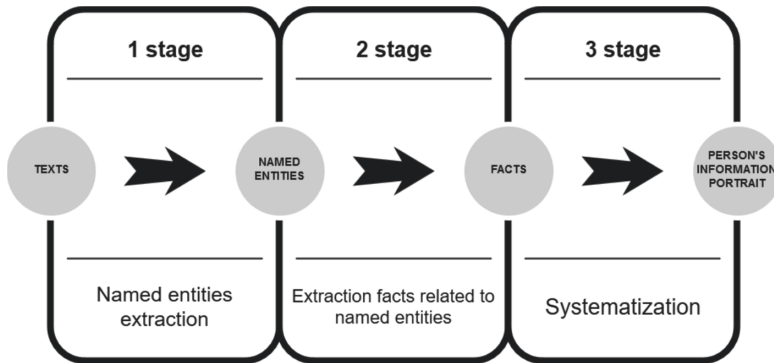 1 stage
2 stage
3 stage
TEXTS
NAMED
ENTITIES
FACTS
PERSON'S
INFORMATION
PORTRAIT
Named entities
extraction
Extraction facts related to
named entities
Systematization